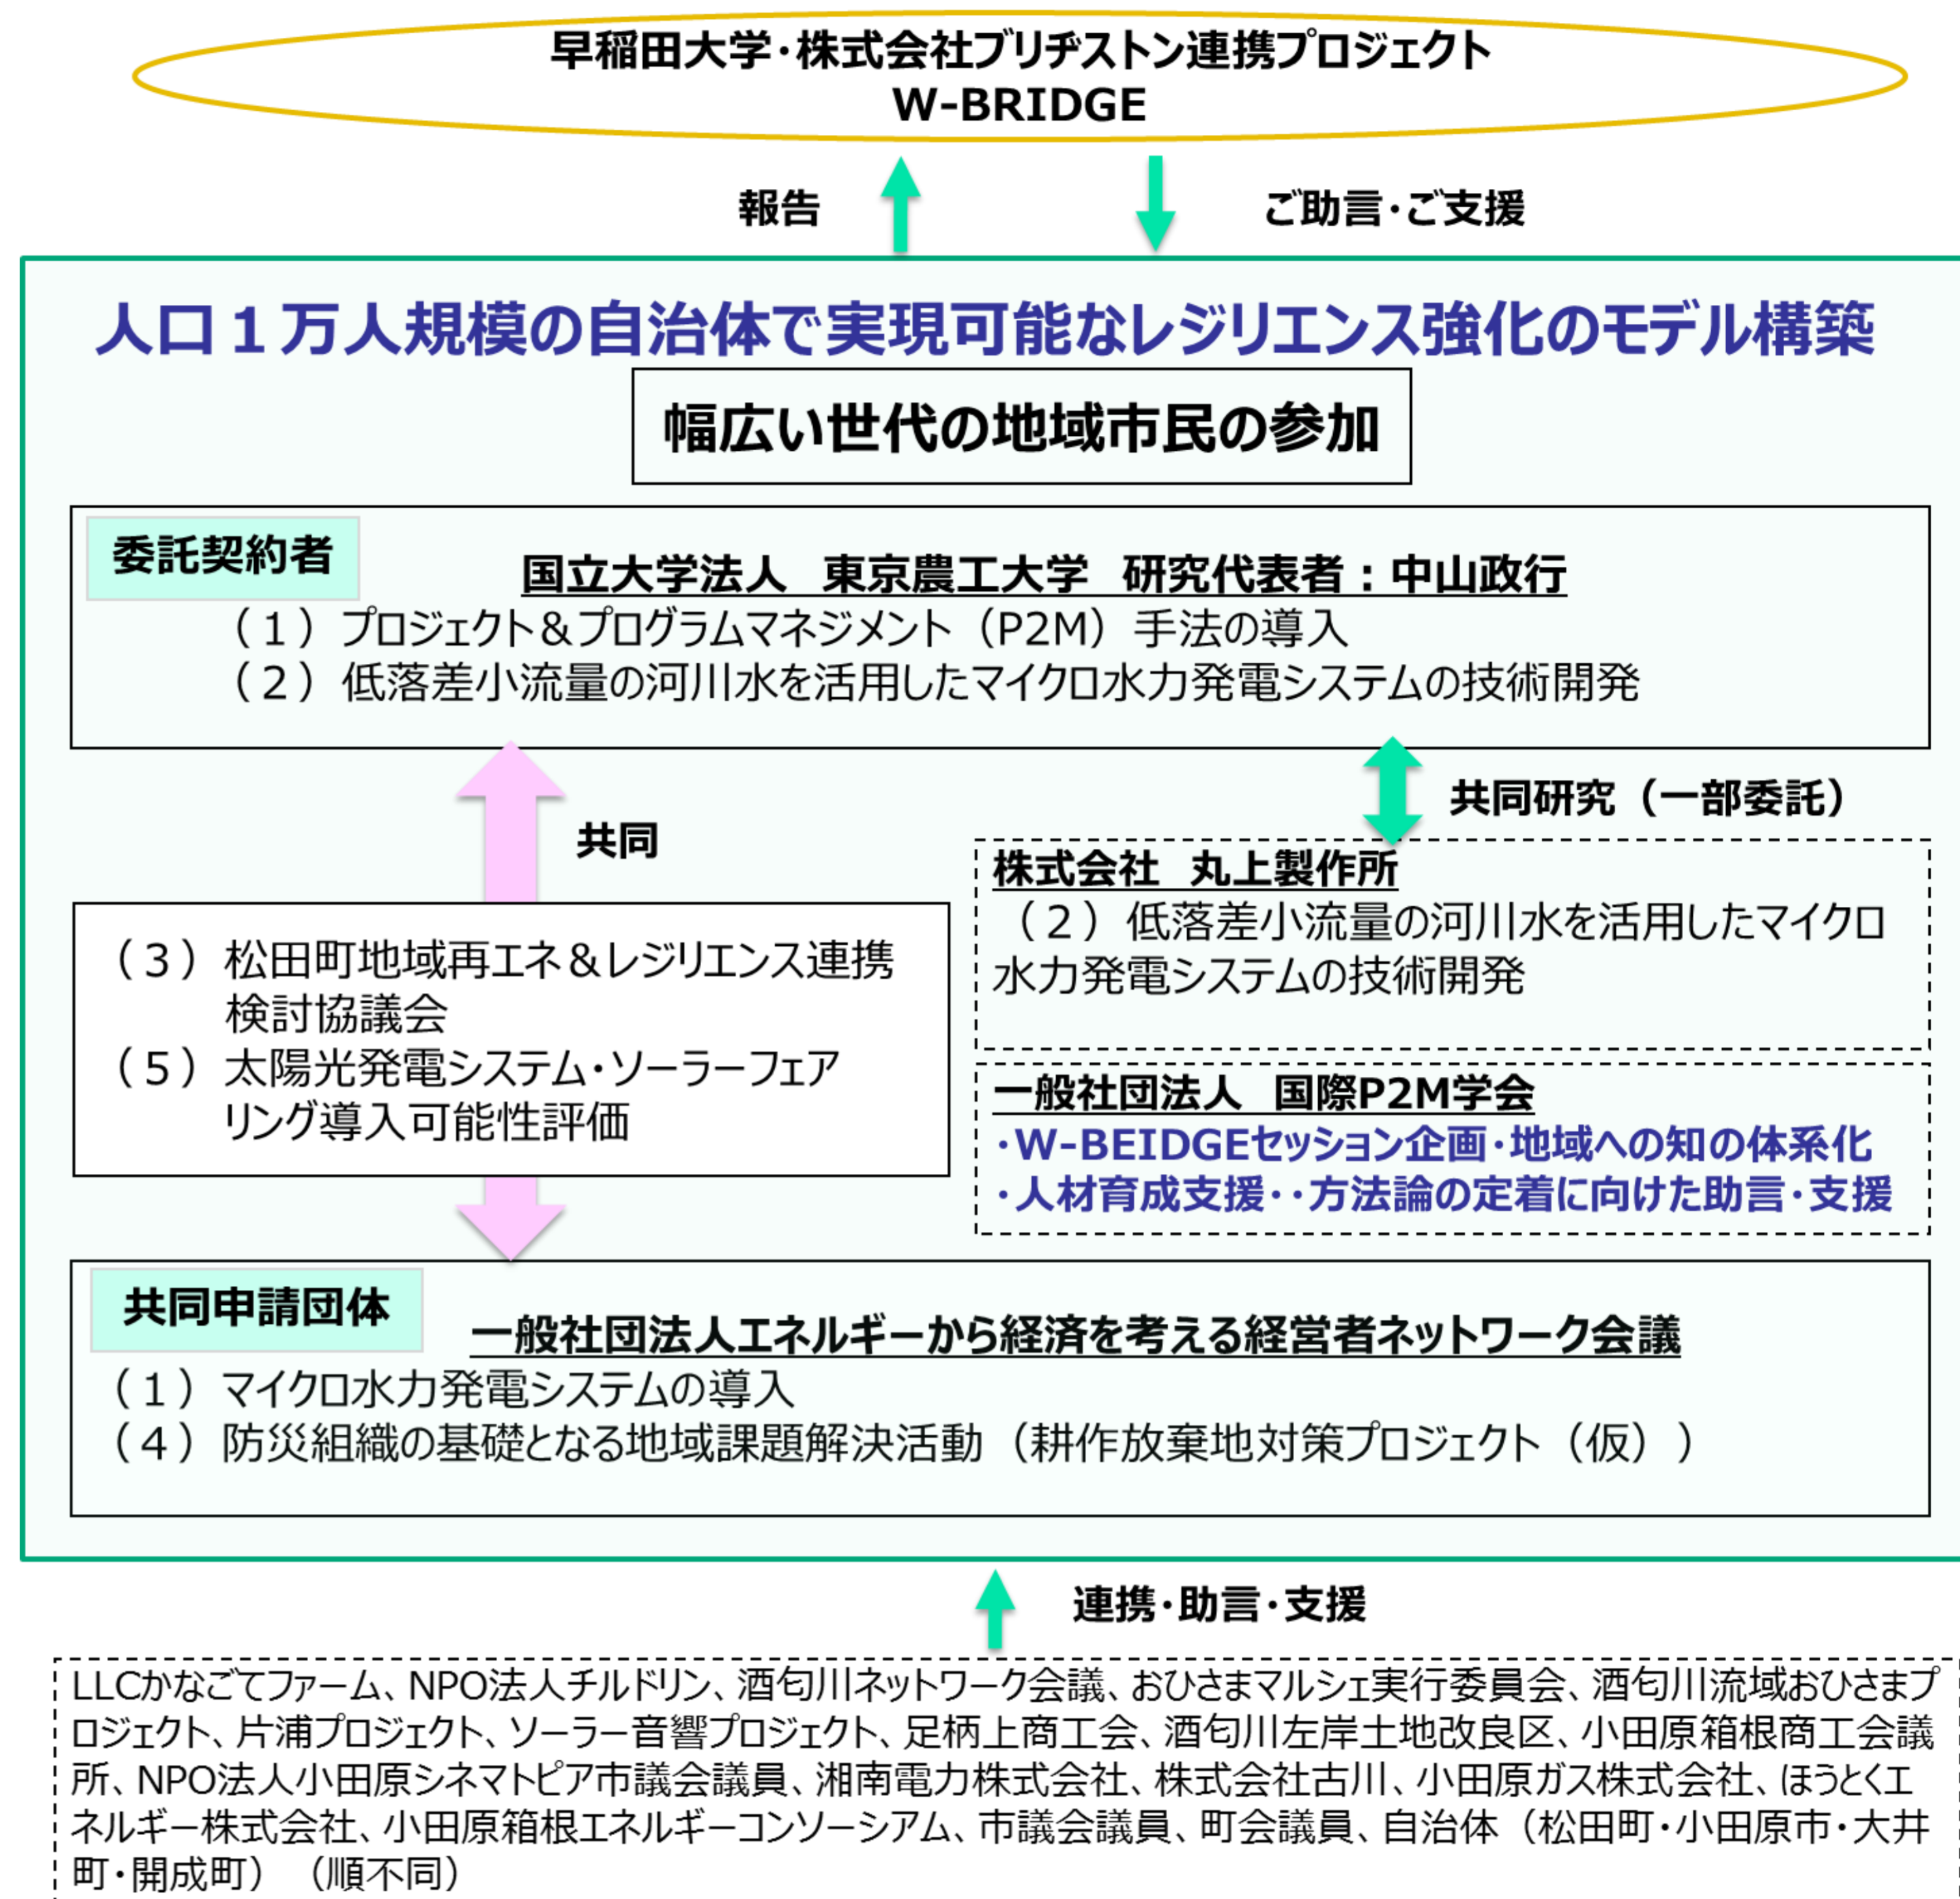 早稲田大学・株式会社ブリヂストン連携プロジェクト
W-BRIDGE
報告
ご助言・ご支援
人口１万人規模の自治体で実現可能なレジリエンス強化のモデル構築
幅広い世代の地域市民の参加
委託契約者
国立大学法人　東京農工大学　研究代表者：中山政行
（１）プロジェクト＆プログラムマネジメント（P2M）手法の導入
（２）低落差小流量の河川水を活用したマイクロ水力発電システムの技術開発
共同
共同研究（一部委託）
（３）松田町地域再エネ＆レジリエンス連携
検討協議会
（５）太陽光発電システム・ソーラーフェア
リング導入可能性評価
株式会社　丸上製作所
（２）低落差小流量の河川水を活用したマイクロ
水力発電システムの技術開発
一般社団法人　国際P2M学会
・W-BEIDGEセッション企画・地域への知の体系化
・人材育成支援・・方法論の定着に向けた助言・支援
共同申請団体
一般社団法人エネルギーから経済を考える経営者ネットワーク会議
（１）マイクロ水力発電システムの導入
（４）防災組織の基礎となる地域課題解決活動（耕作放棄地対策プロジェクト（仮））
連携・助言・支援
LLCかなごてファーム、NPO法人チルドリン、酒匂川ネットワーク会議、おひさまマルシェ実行委員会、酒匂川流域おひさまプ
ロジェクト、片浦プロジェクト、ソーラー音響プロジェクト、足柄上商工会、酒匂川左岸土地改良区、小田原箱根商工会議
所、NPO法人小田原シネマトピア市議会議員、湘南電力株式会社、株式会社古川、小田原ガス株式会社、ほうとくエ
ネルギー株式会社、小田原箱根エネルギーコンソーシアム、市議会議員、町会議員、自治体（松田町・小田原市・大井
町・開成町）（順不同）